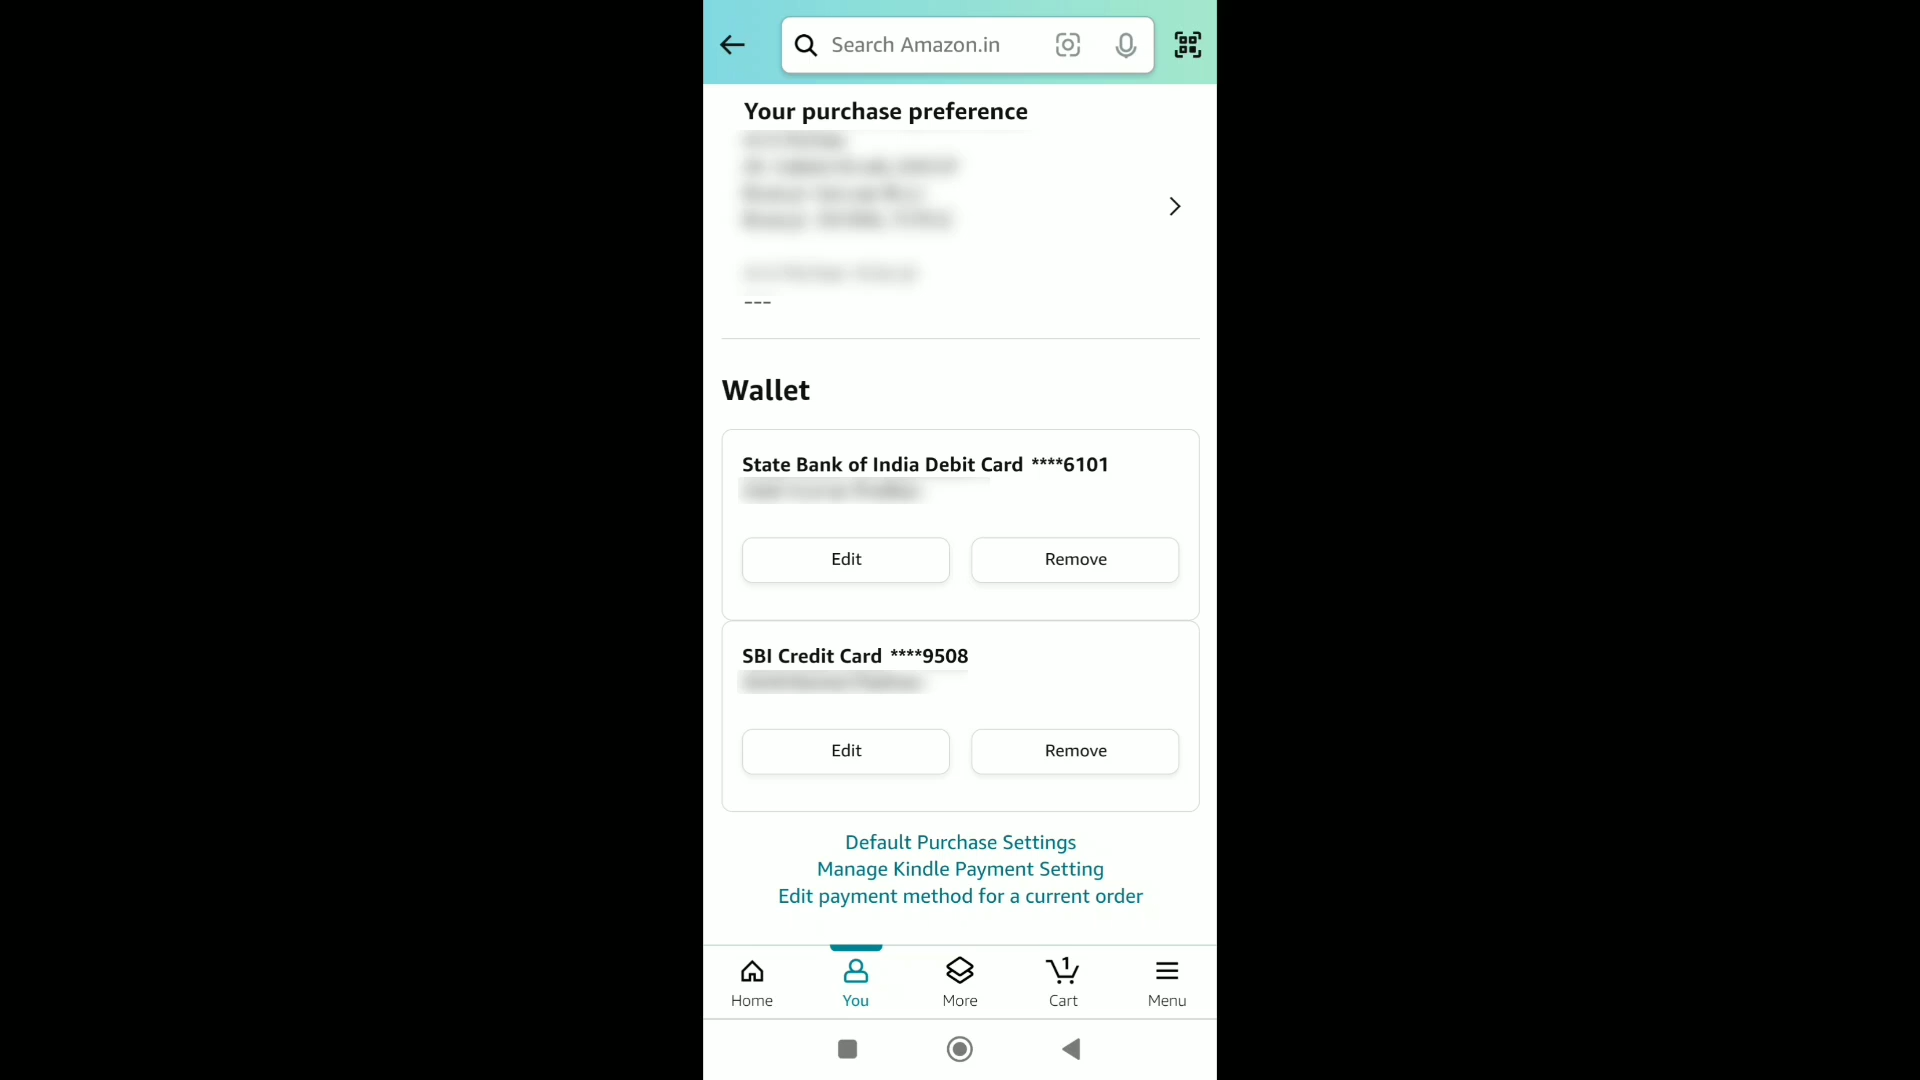 Search Amazon.in
Your purchase preference
---
Wallet
State Bank of India Debit Card ****6101
Edit
Remove
SBI Credit Card ****9508
Edit
Remove
Default Purchase Settings
Manage Kindle Payment Setting
Edit payment method for a current order
1
Home
You
More
Cart
Menu